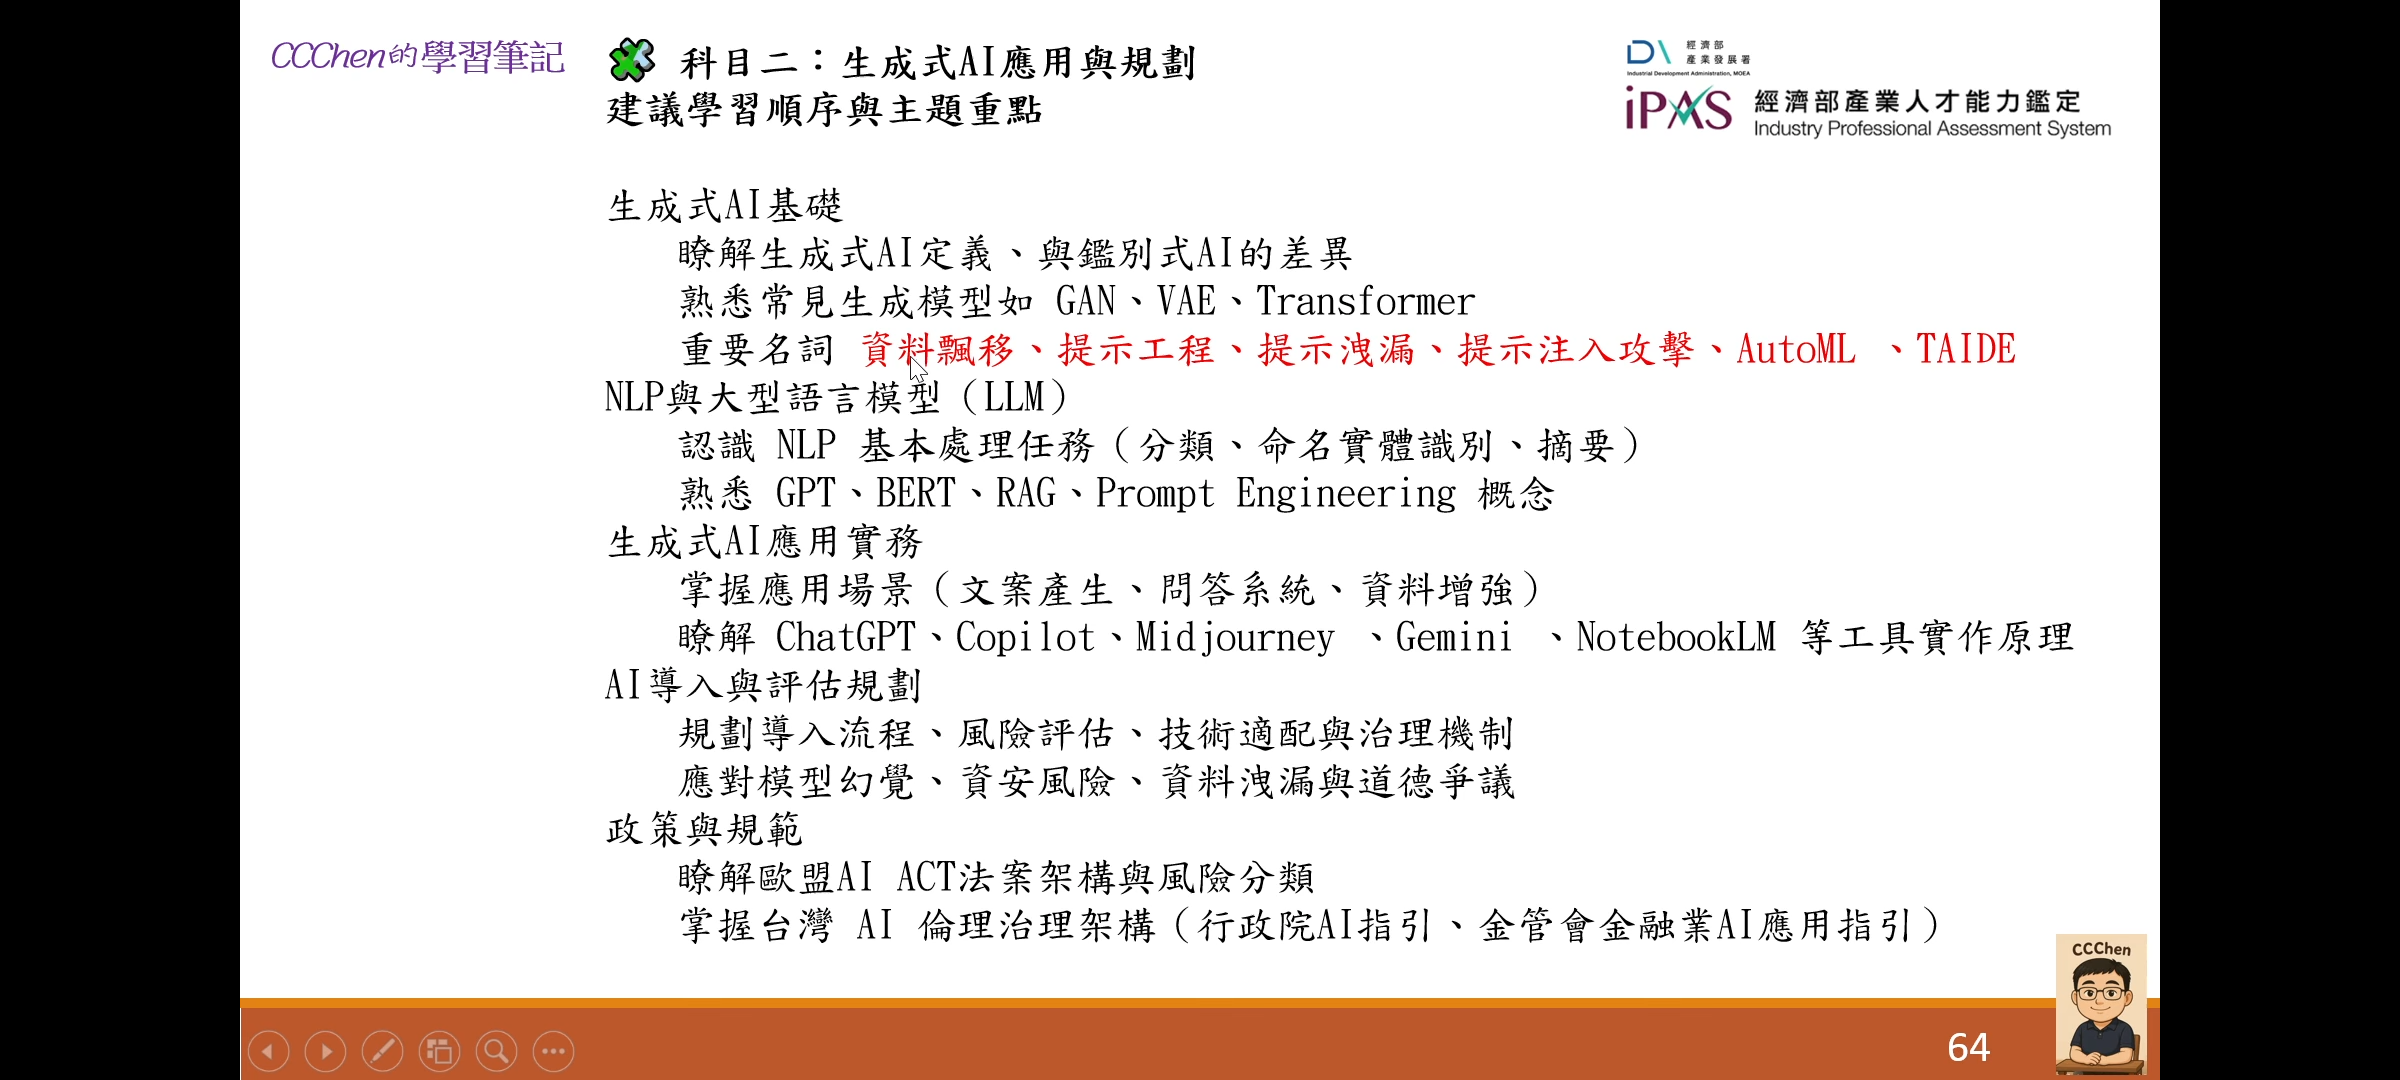 CCChen的學習筆記
科目二：生成式AI應用與規劃
建議學習順序與主題重點
經濟部
產業發展署
Industrial Development Administration, MOEA
iPAS 經濟部產業人才能力鑑定
Industry Professional Assessment System
生成式AI基礎
瞭解生成式AI定義、與鑑別式AI的差異
熟悉常見生成模型如 GAN、VAE、Transformer
重要名詞 資料飄移、提示工程、提示洩漏、提示注入攻擊、AutoML 、TAIDE
NLP與大型語言模型（LLM）
認識 NLP 基本處理任務（分類、命名實體識別、摘要）
熟悉 GPT、BERT、RAG、Prompt Engineering 概念
生成式AI應用實務
掌握應用場景（文案產生、問答系統、資料增強）
瞭解 ChatGPT、Copilot、Midjourney 、Gemini 、NotebookLM 等工具實作原理
AI導入與評估規劃
規劃導入流程、風險評估、技術適配與治理機制
應對模型幻覺、資安風險、資料洩漏與道德爭議
政策與規範
瞭解歐盟AI ACT法案架構與風險分類
掌握台灣 AI 倫理治理架構（行政院AI指引、金管會金融業AI應用指引）
CCChen
64